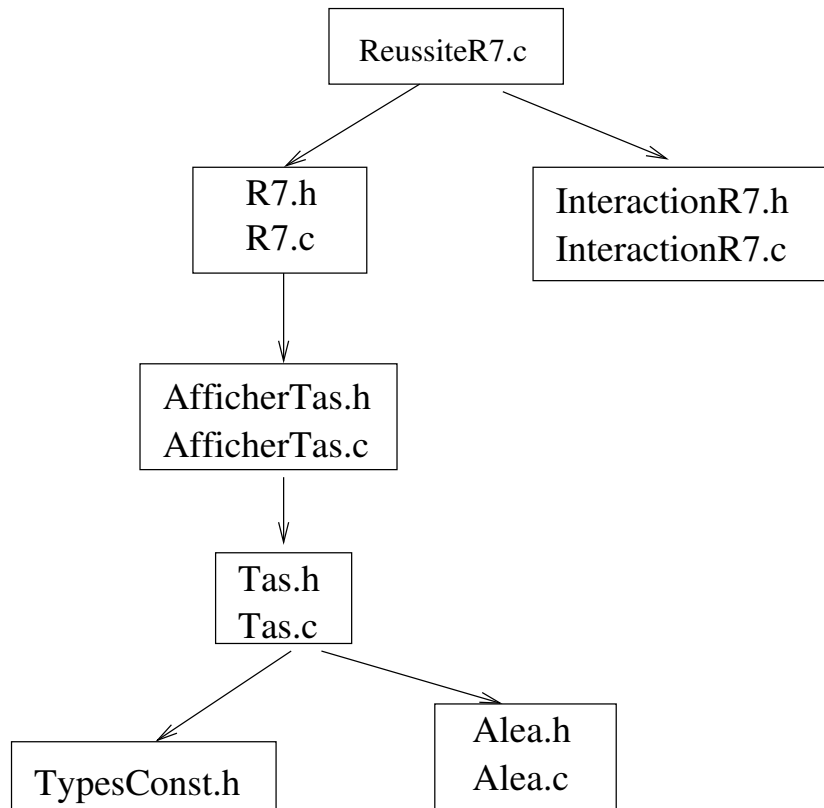 ReussiteR7.c
R7.h
R7.c
InteractionR7.h
InteractionR7.c
AfficherTas.h
AfficherTas.c
Tas.h
Tas.c
TypesConst.h
Alea.h
Alea.c